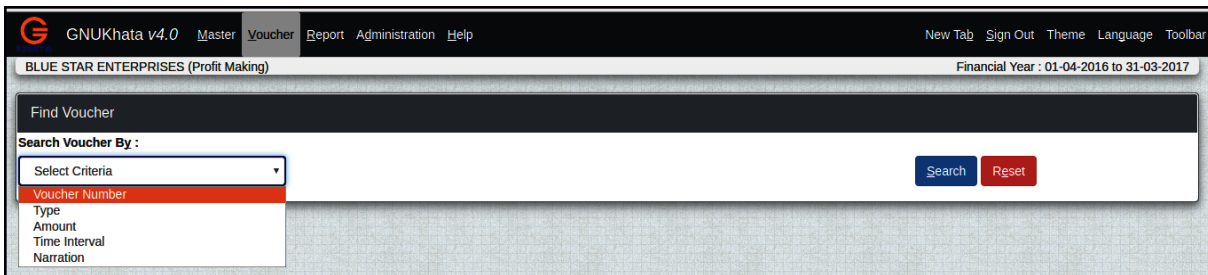 GNUKhata v4.0 Master Voucher Report Administration Help New Tab Sign Out Theme Language Toolbar
BLUE STAR ENTERPRISES (Profit Making) Financial Year : 01-04-2016 to 31-03-2017
Find Voucher
Search Voucher By :
Select Criteria Search Reset
Voucher Number
Type
Amount
Time Interval
Narration